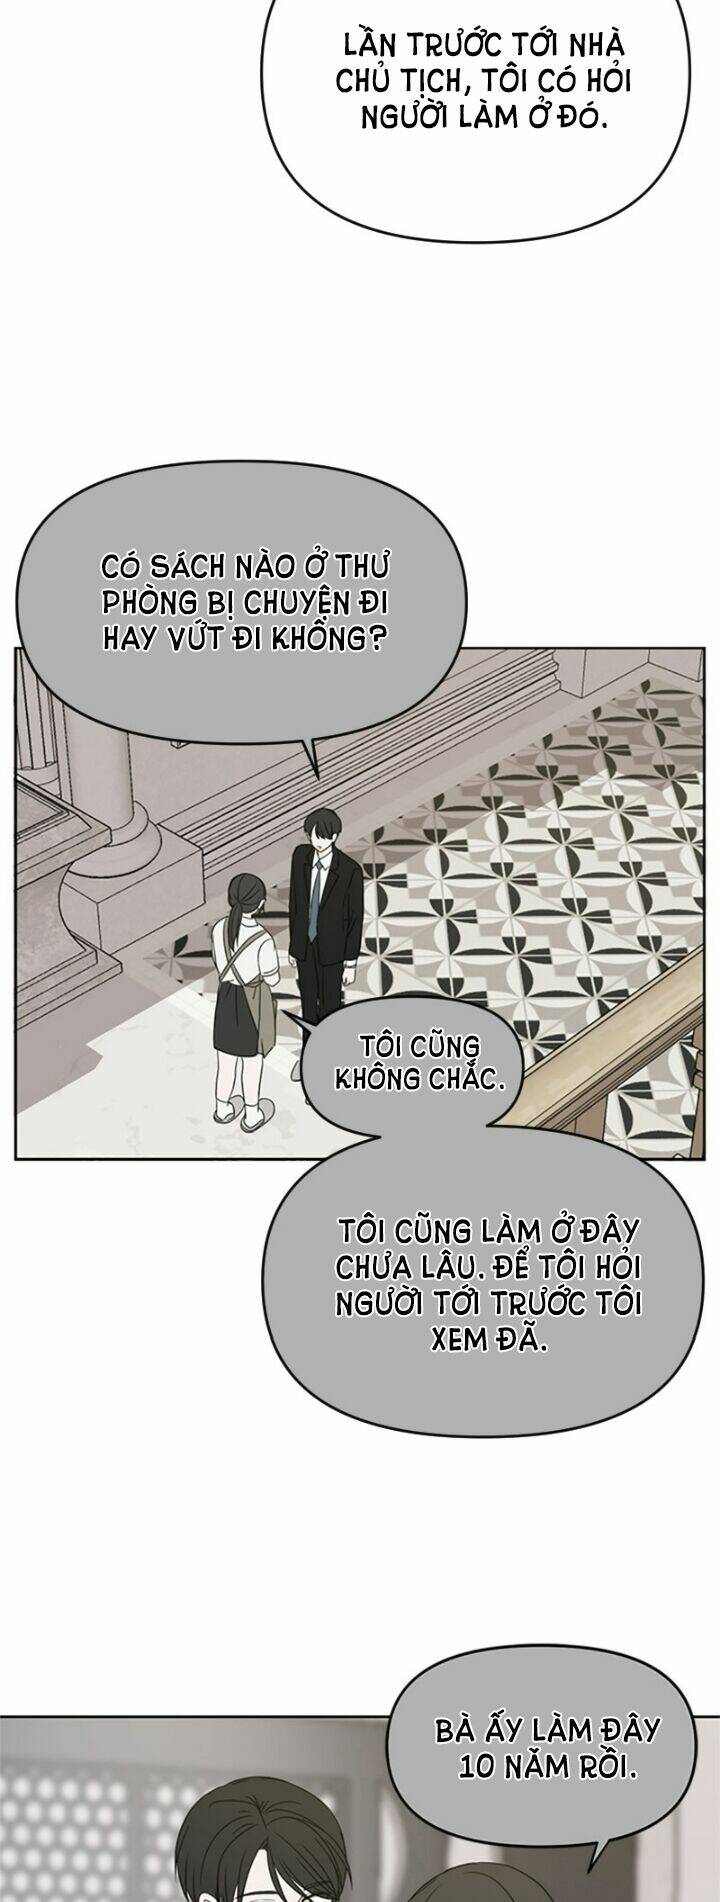 LẦN TRƯỚC TỚI NHÀ
CHỦ TỊCH, TÔI CÓ HỎI
NGƯỜI LÀM Ở ĐÓ.
CÓ SÁCH NÀO Ở THƯ
PHÒNG BỊ CHUYỆN ĐI
HAY VỨT ĐI KHÔNG?
TÔI CŨNG
KHÔNG CHẮC.
TÔI CŨNG LÀM Ở ĐÂY
CHƯA LÂU. ĐỂ TÔI HỎI
NGƯỜI TỚI TRƯỚC TÔI
XEM ĐÃ.
BÀ ẤY LÀM ĐÂY
10 NĂM RỒI.